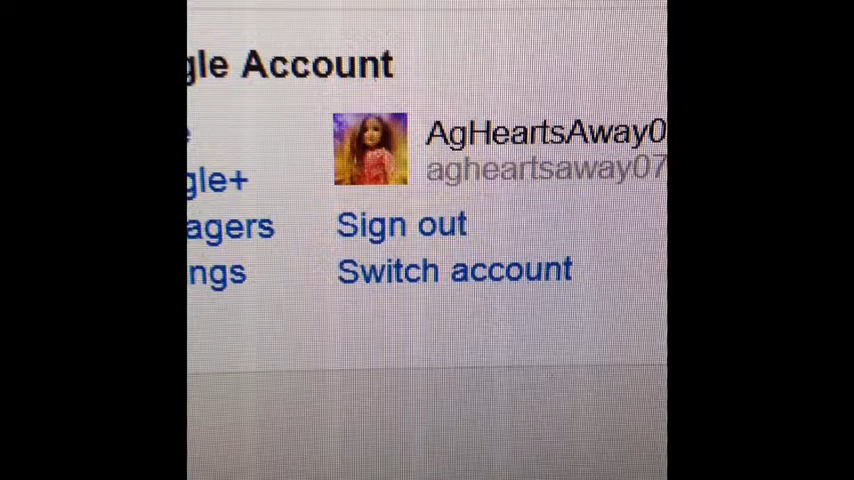 gle Account
e
AgHeartsAway0
gle+
agheartsaway07
agers
Sign out
ngs
Switch account